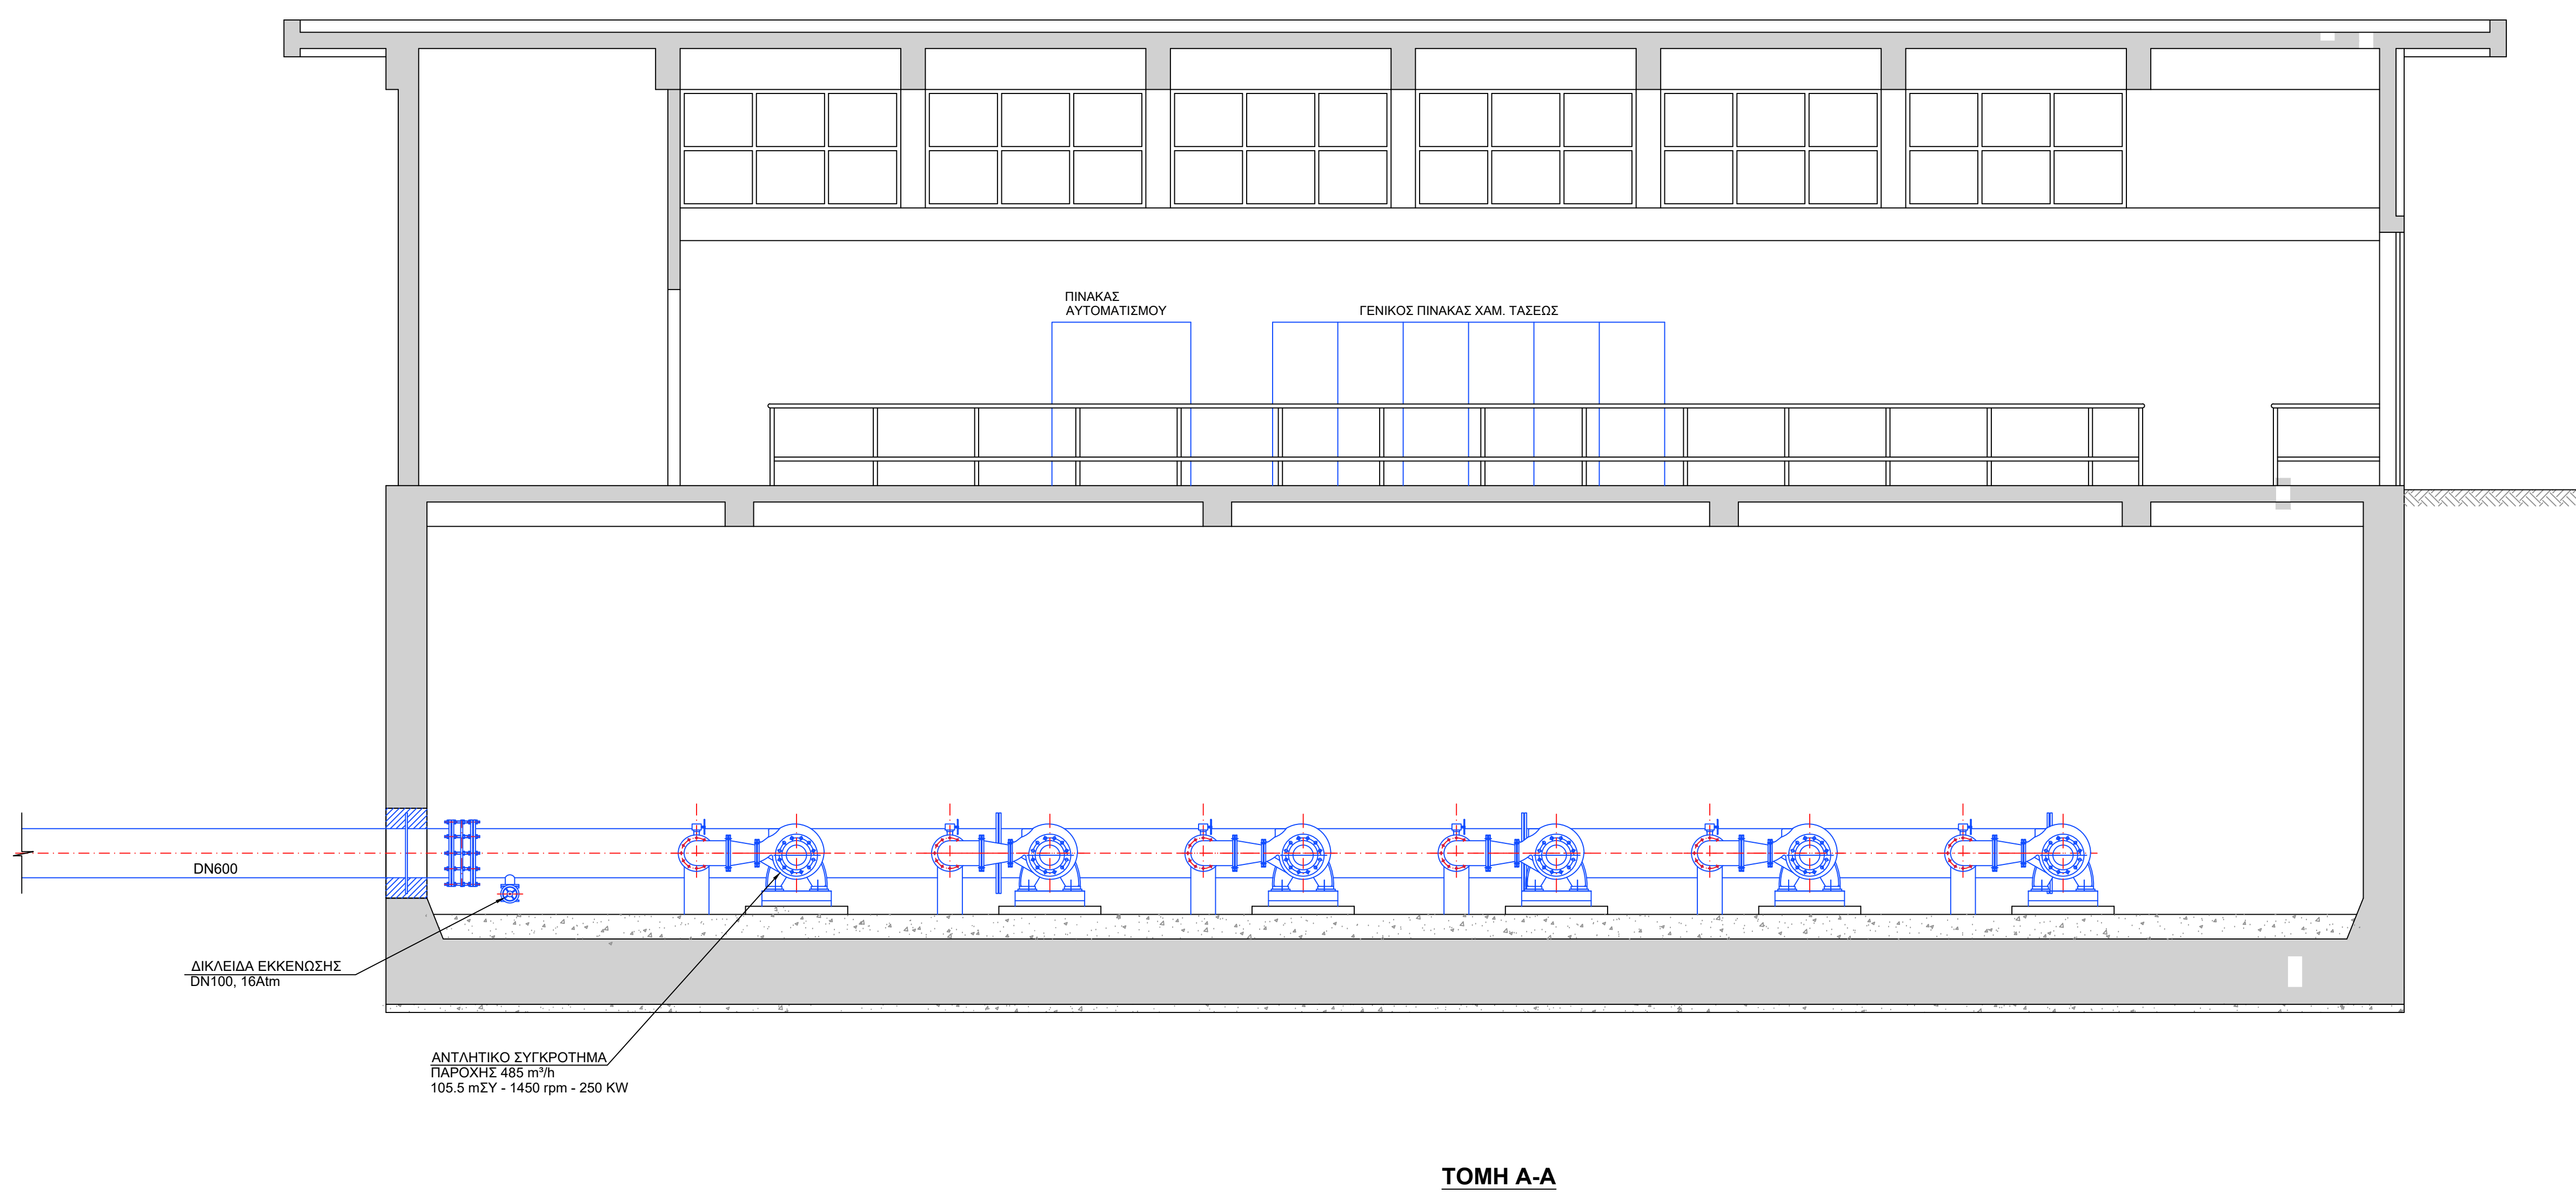 ΠΙΝΑΚΑΣ
ΑΥΤΟΜΑΤΙΣΜΟΥ
ΓΕΝΙΚΟΣ ΠΙΝΑΚΑΣ ΧΑΜ. ΤΑΣΕΩΣ
DN600
ΔΙΚΛΕΙΔΑ ΕΚΚΕΝΩΣΗΣ
DN100, 16Atm
ΑΝΤΛΗΤΙΚΟ ΣΥΓΚΡΟΤΗΜΑ
ΠΑΡΟΧΗΣ 485 m³/h
105.5 mΣΥ - 1450 rpm - 250 KW
ΤΟΜΗ Α-Α